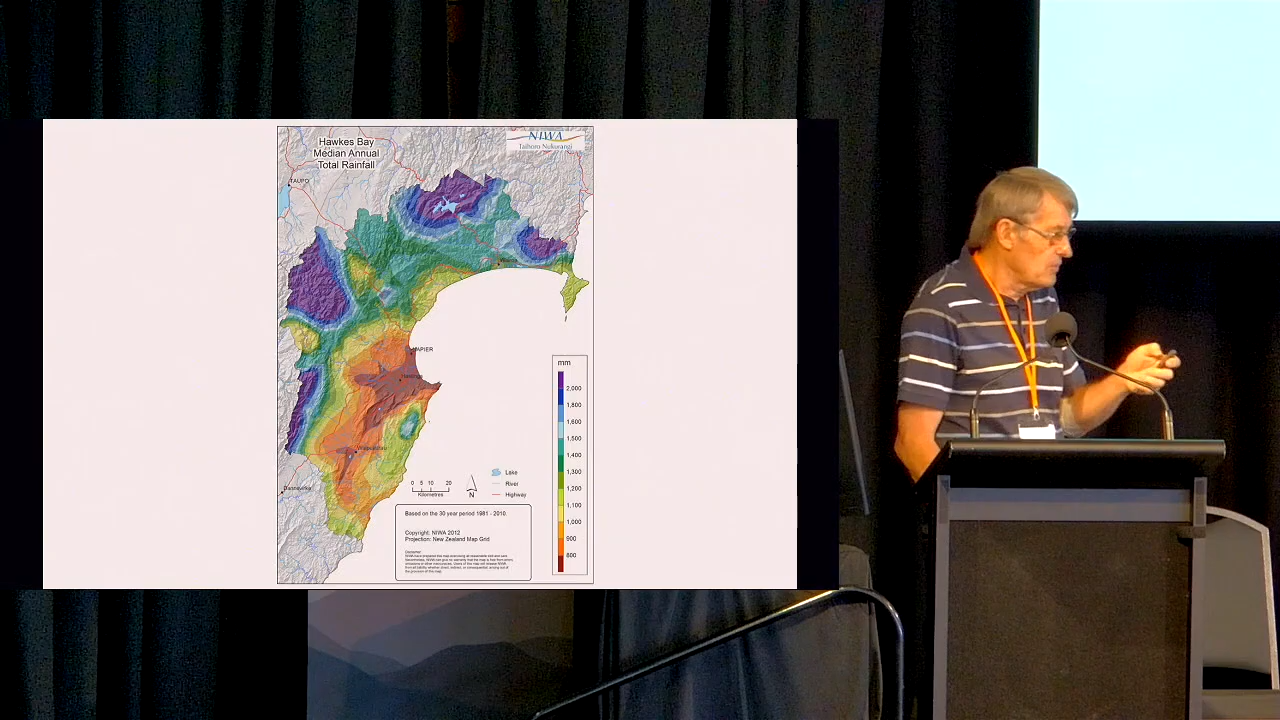 Hawkes Bay
Median Annual
Total Rainfall
NIWA
Taihoro Nukurangi
TAUPO
NAPIER
Hastings
Waipukurau
Dannevirke
mm
2,000
1,800
1,600
1,500
1,400
1,300
1,200
1,100
1,000
900
800
Lake
River
Highway
0 5 10 20
Kilometres
N
Based on the 30 year period 1981 - 2010.
Copyright: NIWA 2012
Projection: New Zealand Map Grid
Disclaimer: